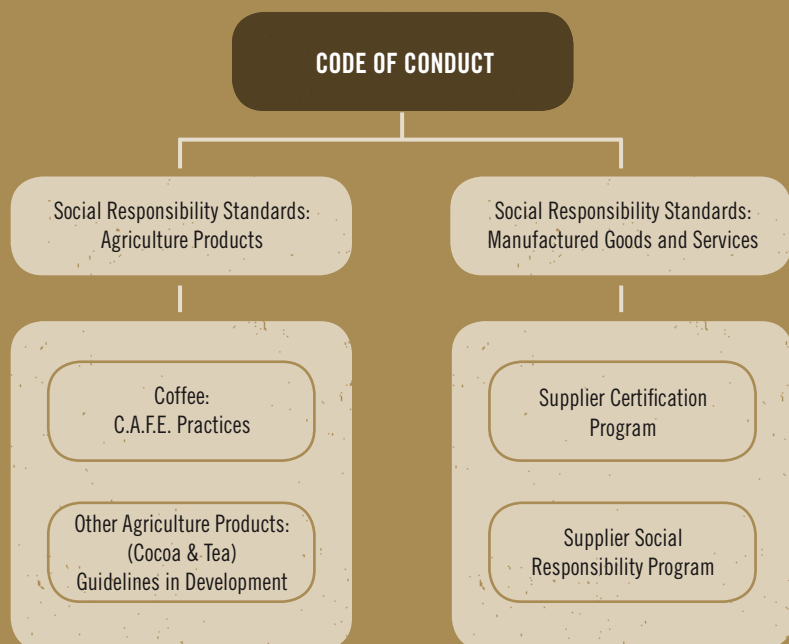 CODE OF CONDUCT
Social Responsibility Standards:
Agriculture Products
Social Responsibility Standards:
Manufactured Goods and Services
Coffee:
C.A.F.E. Practices
Other Agriculture Products:
(Cocoa & Tea)
Guidelines in Development
Supplier Certification
Program
Supplier Social
Responsibility Program